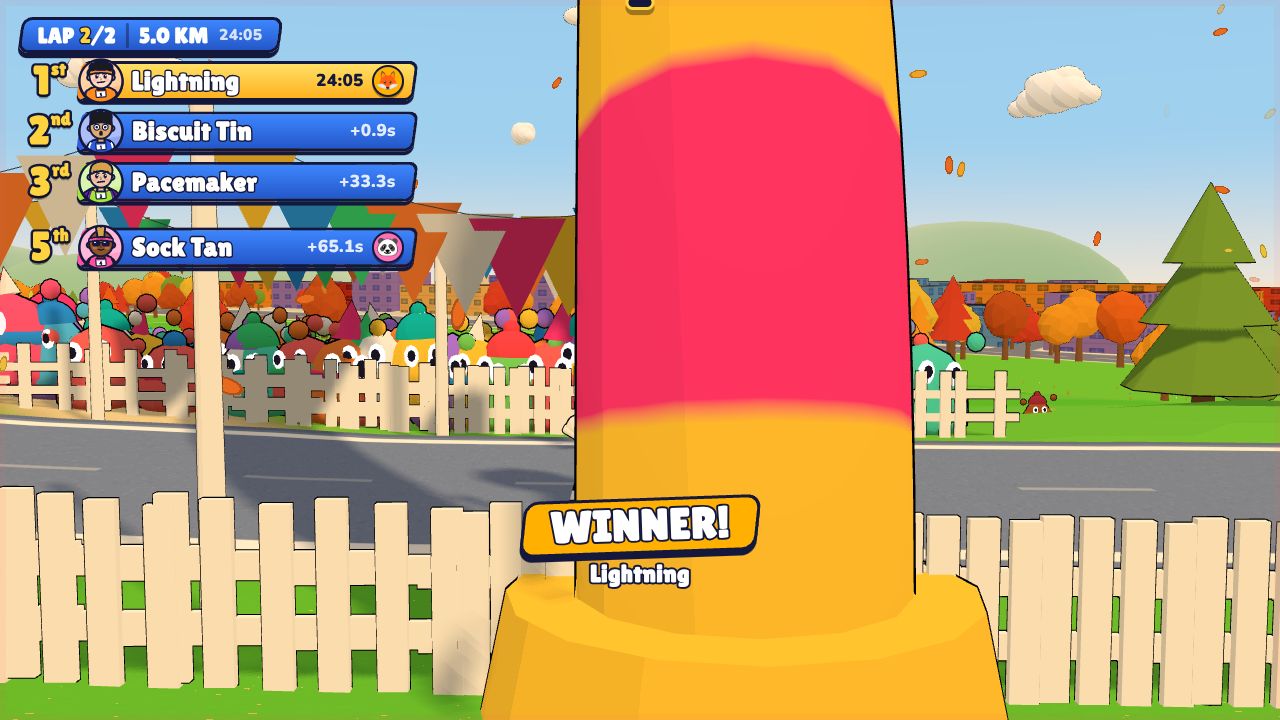 LAP 2/2 5.0 KM 24:05
1st Lightning 24:05
2nd Biscuit Tin +0.9s
3rd Pacemaker +33.3s
5th Sock Tan +65.1s
WINNER!
Lightning